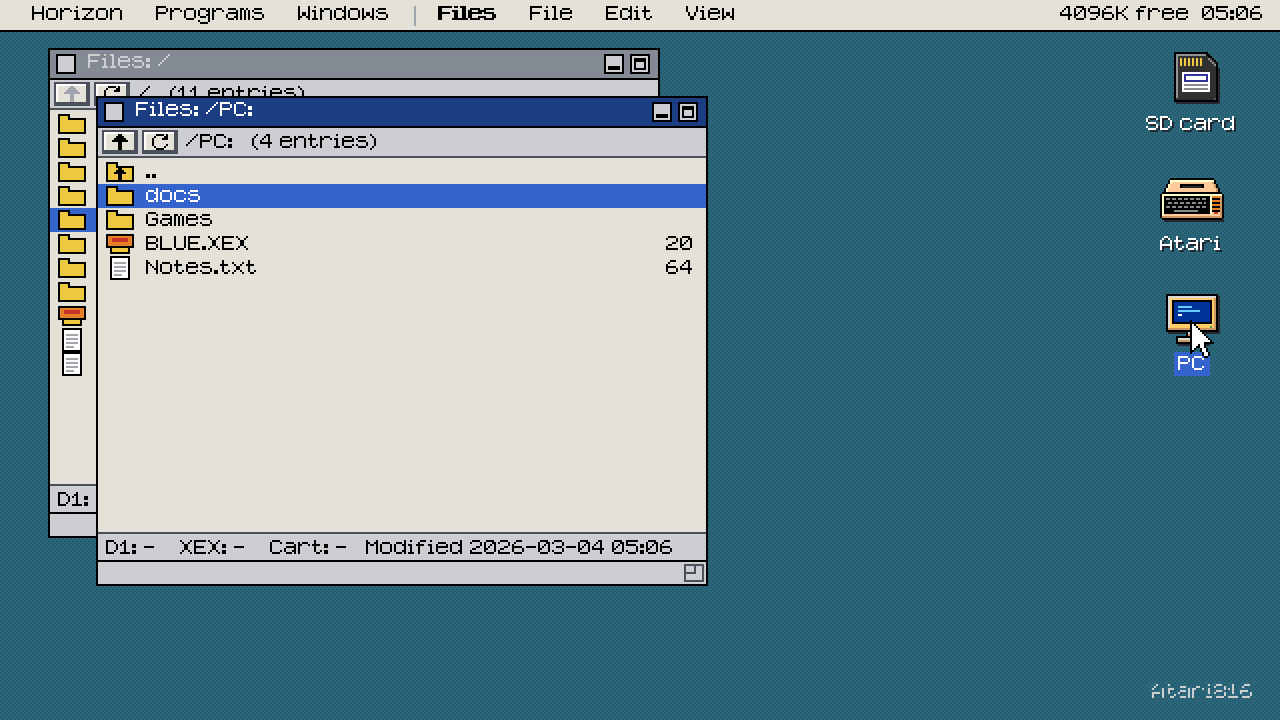 Horizon Programs Windows | Files File Edit View 4096K free 05:06
Files: /
/ (11 entries)
Files: /PC:
/PC: (4 entries)
..
docs
Games
BLUE.XEX 20
Notes.txt 64
D1:
D1: - XEX: - Cart: - Modified 2026-03-04 05:06
SD card
Atari
PC
Atari816